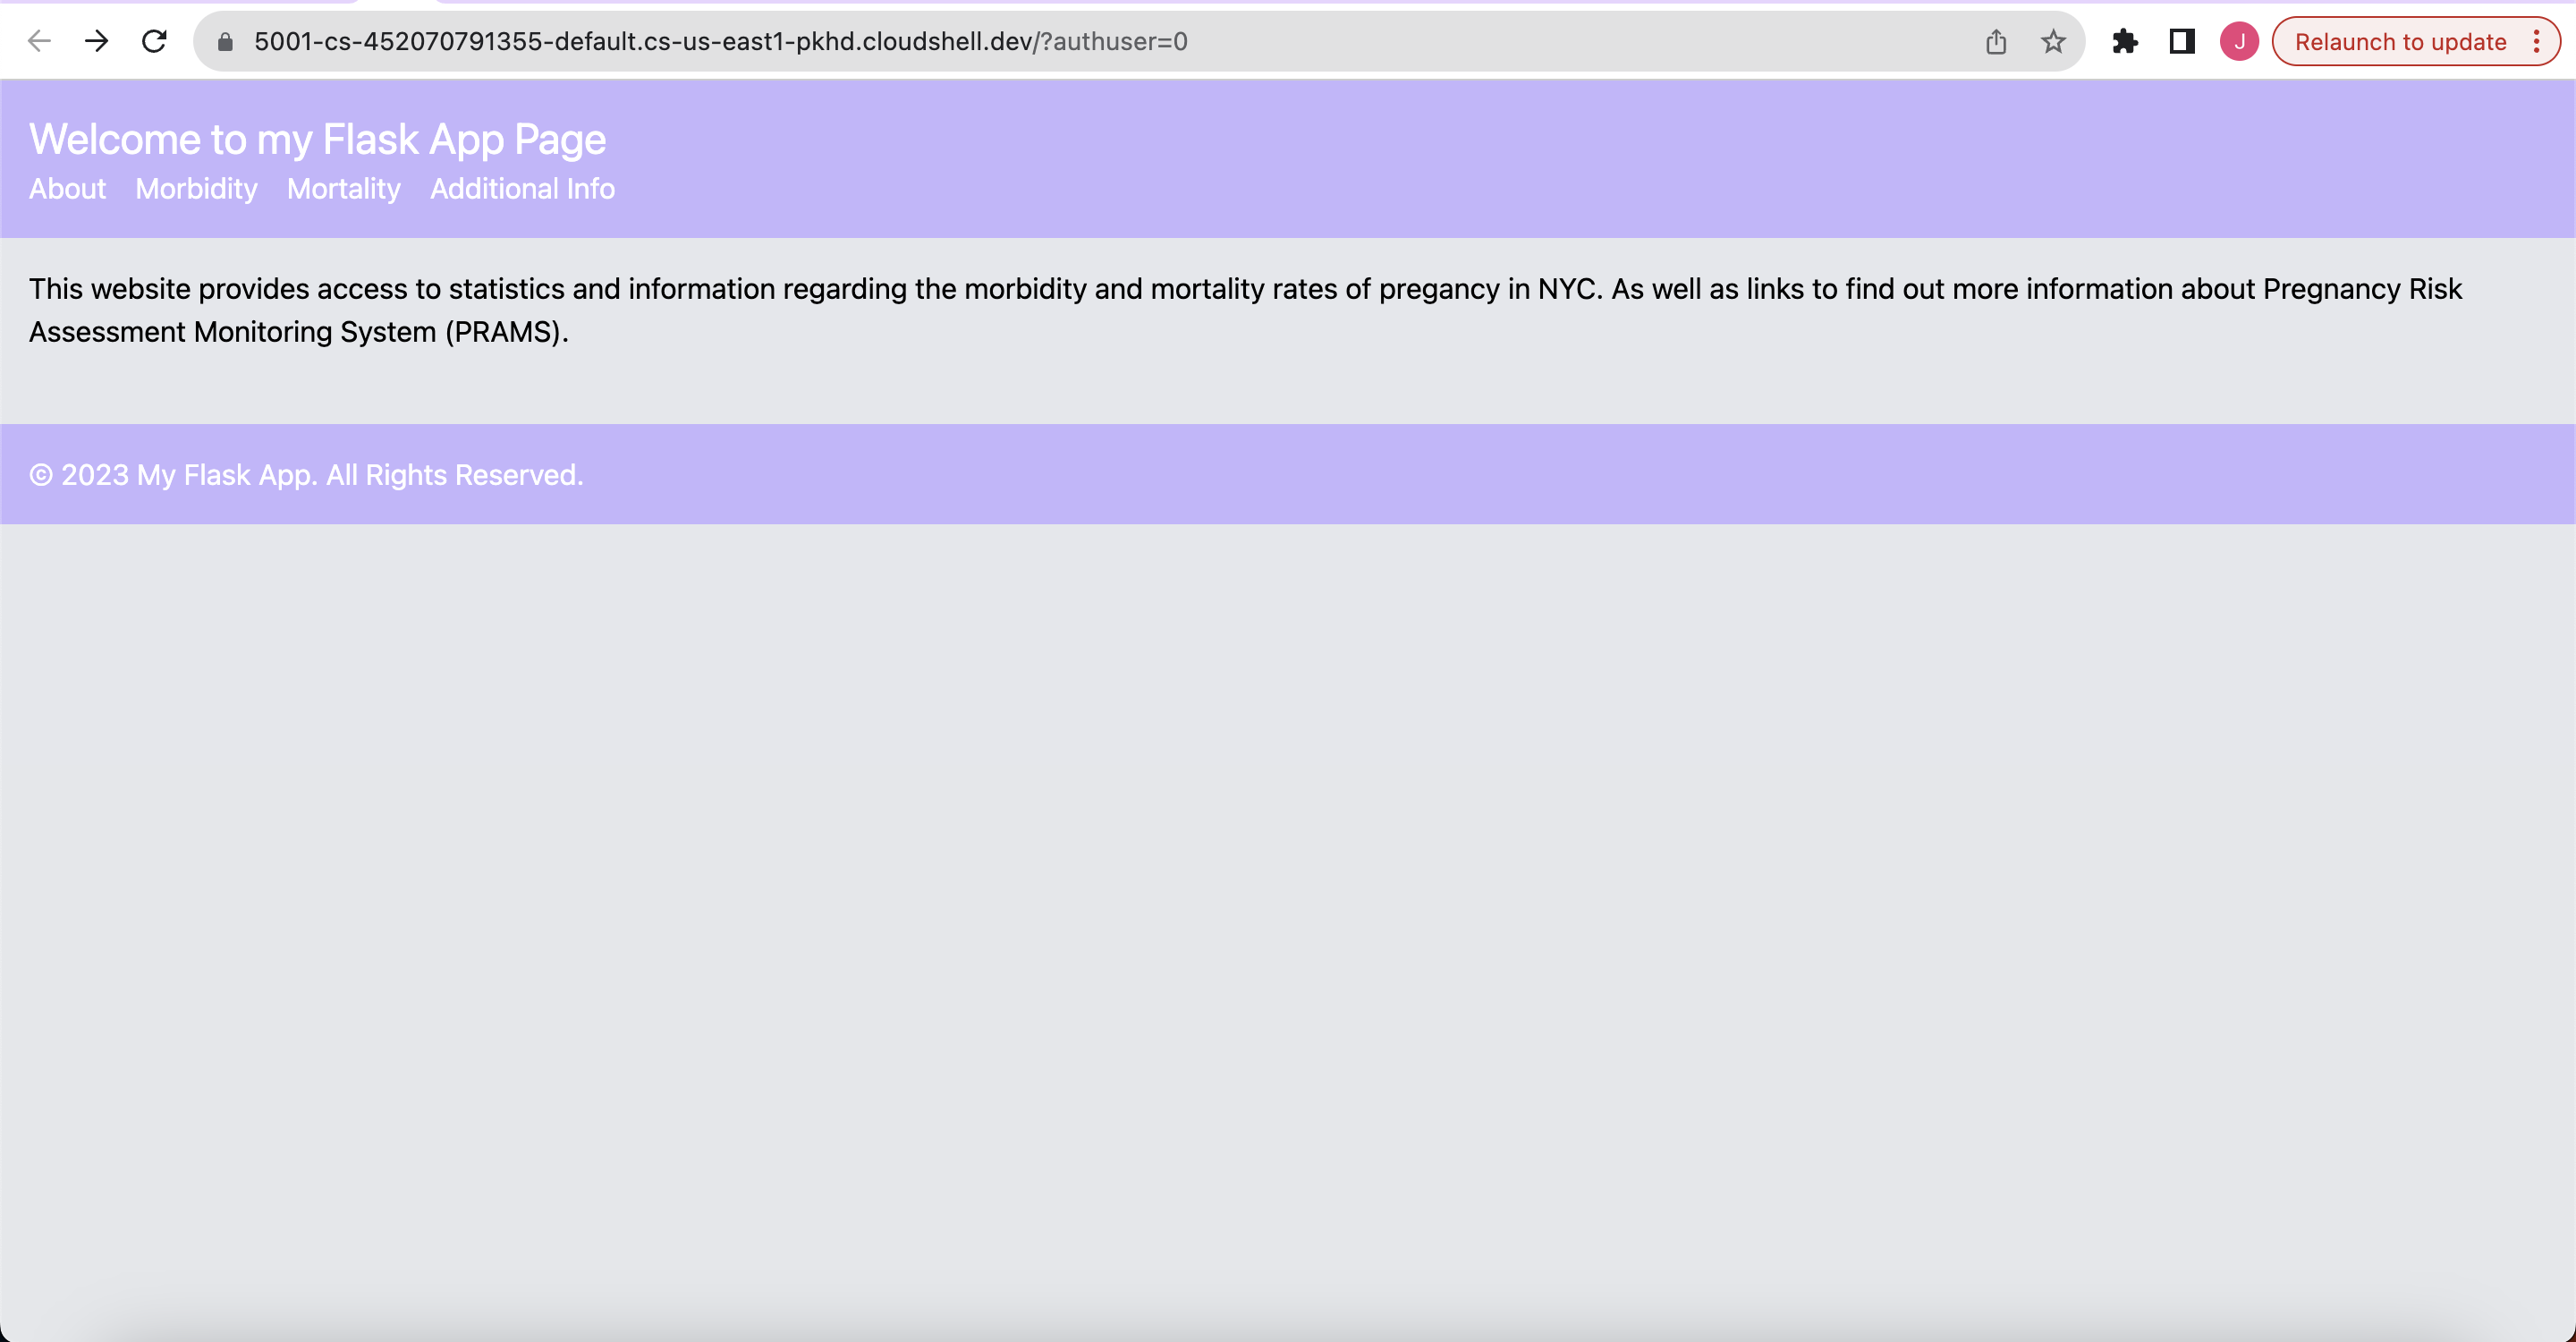 5001-cs-452070791355-default.cs-us-east1-pkhd.cloudshell.dev/?authuser=0
J
Relaunch to update
Welcome to my Flask App Page
About Morbidity Mortality Additional Info
This website provides access to statistics and information regarding the morbidity and mortality rates of pregancy in NYC. As well as links to find out more information about Pregnancy Risk
Assessment Monitoring System (PRAMS).
© 2023 My Flask App. All Rights Reserved.